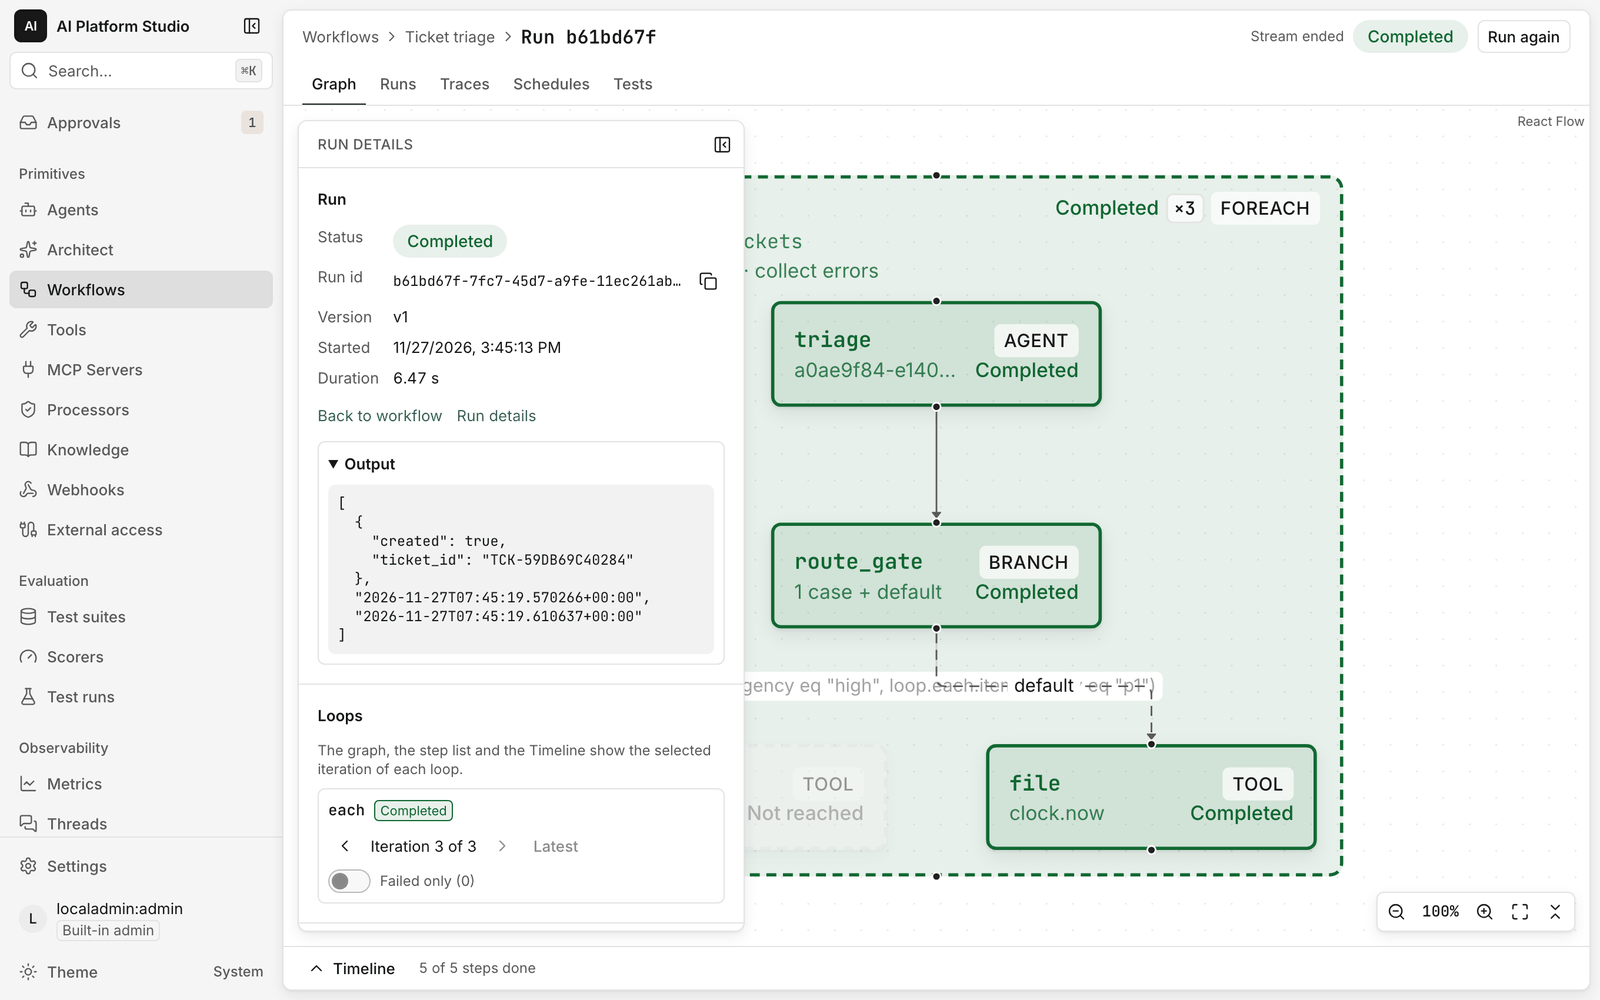 AI
AI Platform Studio
Search...
⌘K
Approvals
1
Primitives
Agents
Architect
Workflows
Tools
MCP Servers
Processors
Knowledge
Webhooks
External access
Evaluation
Test suites
Scorers
Test runs
Observability
Metrics
Threads
Settings
L
localadmin:admin
Built-in admin
Theme
System
Workflows > Ticket triage > Run b61bd67f
Stream ended
Completed
Run again
Graph
Runs
Traces
Schedules
Tests
React Flow
RUN DETAILS
Run
Status
Completed
Run id
b61bd67f-7fc7-45d7-a9fe-11ec261ab…
Version
v1
Started
11/27/2026, 3:45:13 PM
Duration
6.47 s
Back to workflow
Run details
▼ Output
[
{
"created": true,
"ticket_id": "TCK-59DB69C40284"
},
"2026-11-27T07:45:19.570266+00:00",
"2026-11-27T07:45:19.610637+00:00"
]
Loops
The graph, the step list and the Timeline show the selected
iteration of each loop.
each
Completed
Iteration 3 of 3
Latest
Failed only (0)
Completed
×3
FOREACH
ckets
· collect errors
triage
AGENT
a0ae9f84-e140...
Completed
route_gate
BRANCH
1 case + default
Completed
gency eq "high", loop.each.iter
default
eq "p1")
TOOL
Not reached
file
TOOL
clock.now
Completed
100%
Timeline
5 of 5 steps done